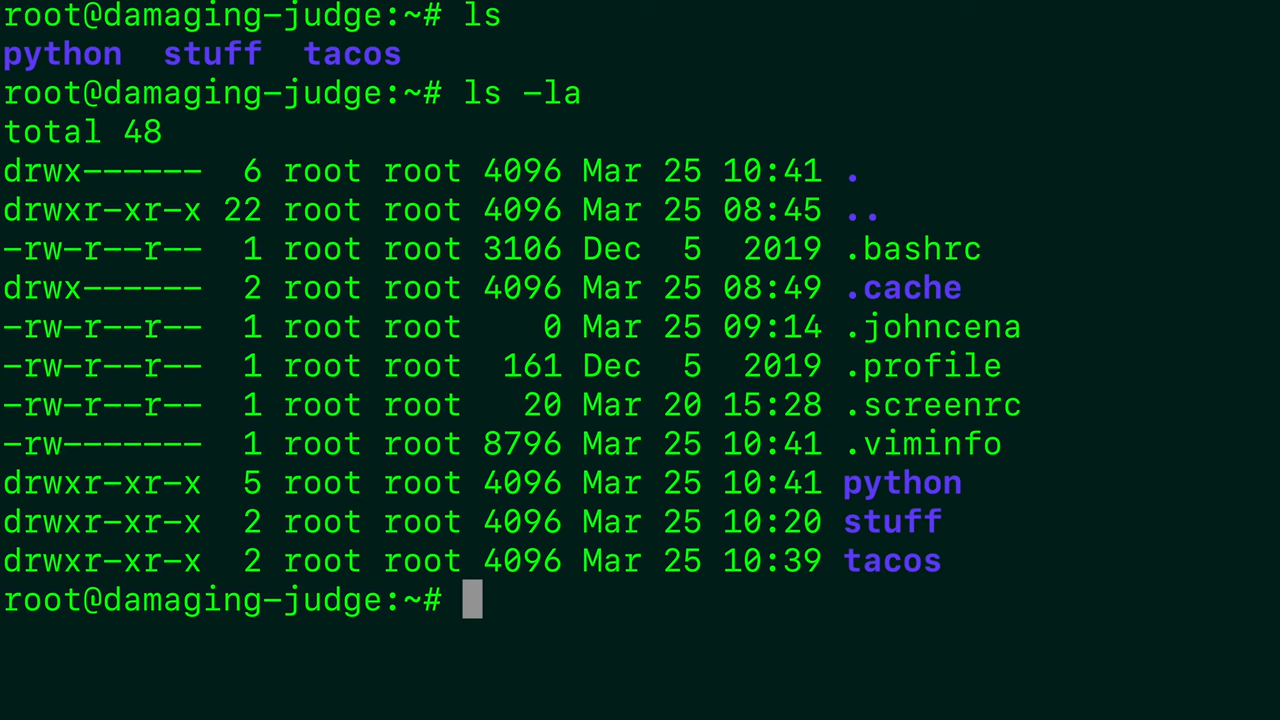 root@damaging-judge:~# ls
python  stuff  tacos
root@damaging-judge:~# ls -la
total 48
drwx------  6 root root 4096 Mar 25 10:41 .
drwxr-xr-x 22 root root 4096 Mar 25 08:45 ..
-rw-r--r--  1 root root 3106 Dec  5  2019 .bashrc
drwx------  2 root root 4096 Mar 25 08:49 .cache
-rw-r--r--  1 root root    0 Mar 25 09:14 .johncena
-rw-r--r--  1 root root  161 Dec  5  2019 .profile
-rw-r--r--  1 root root   20 Mar 20 15:28 .screenrc
-rw-------  1 root root 8796 Mar 25 10:41 .viminfo
drwxr-xr-x  5 root root 4096 Mar 25 10:41 python
drwxr-xr-x  2 root root 4096 Mar 25 10:20 stuff
drwxr-xr-x  2 root root 4096 Mar 25 10:39 tacos
root@damaging-judge:~#